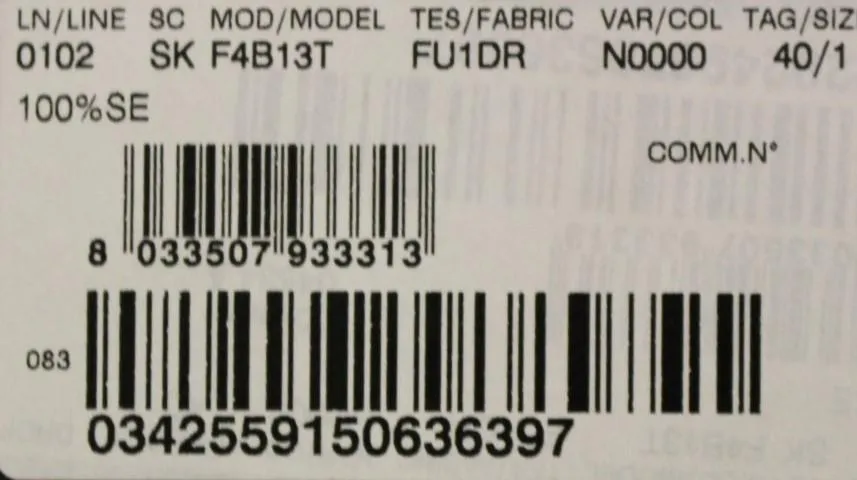 LN/LINE SC MOD/MODEL TES/FABRIC VAR/COL TAG/SIZ
0102 SK F4B13T FU1DR N0000 40/1
100%SE
COMM.N°
8 033507 933313
083
0342559150636397